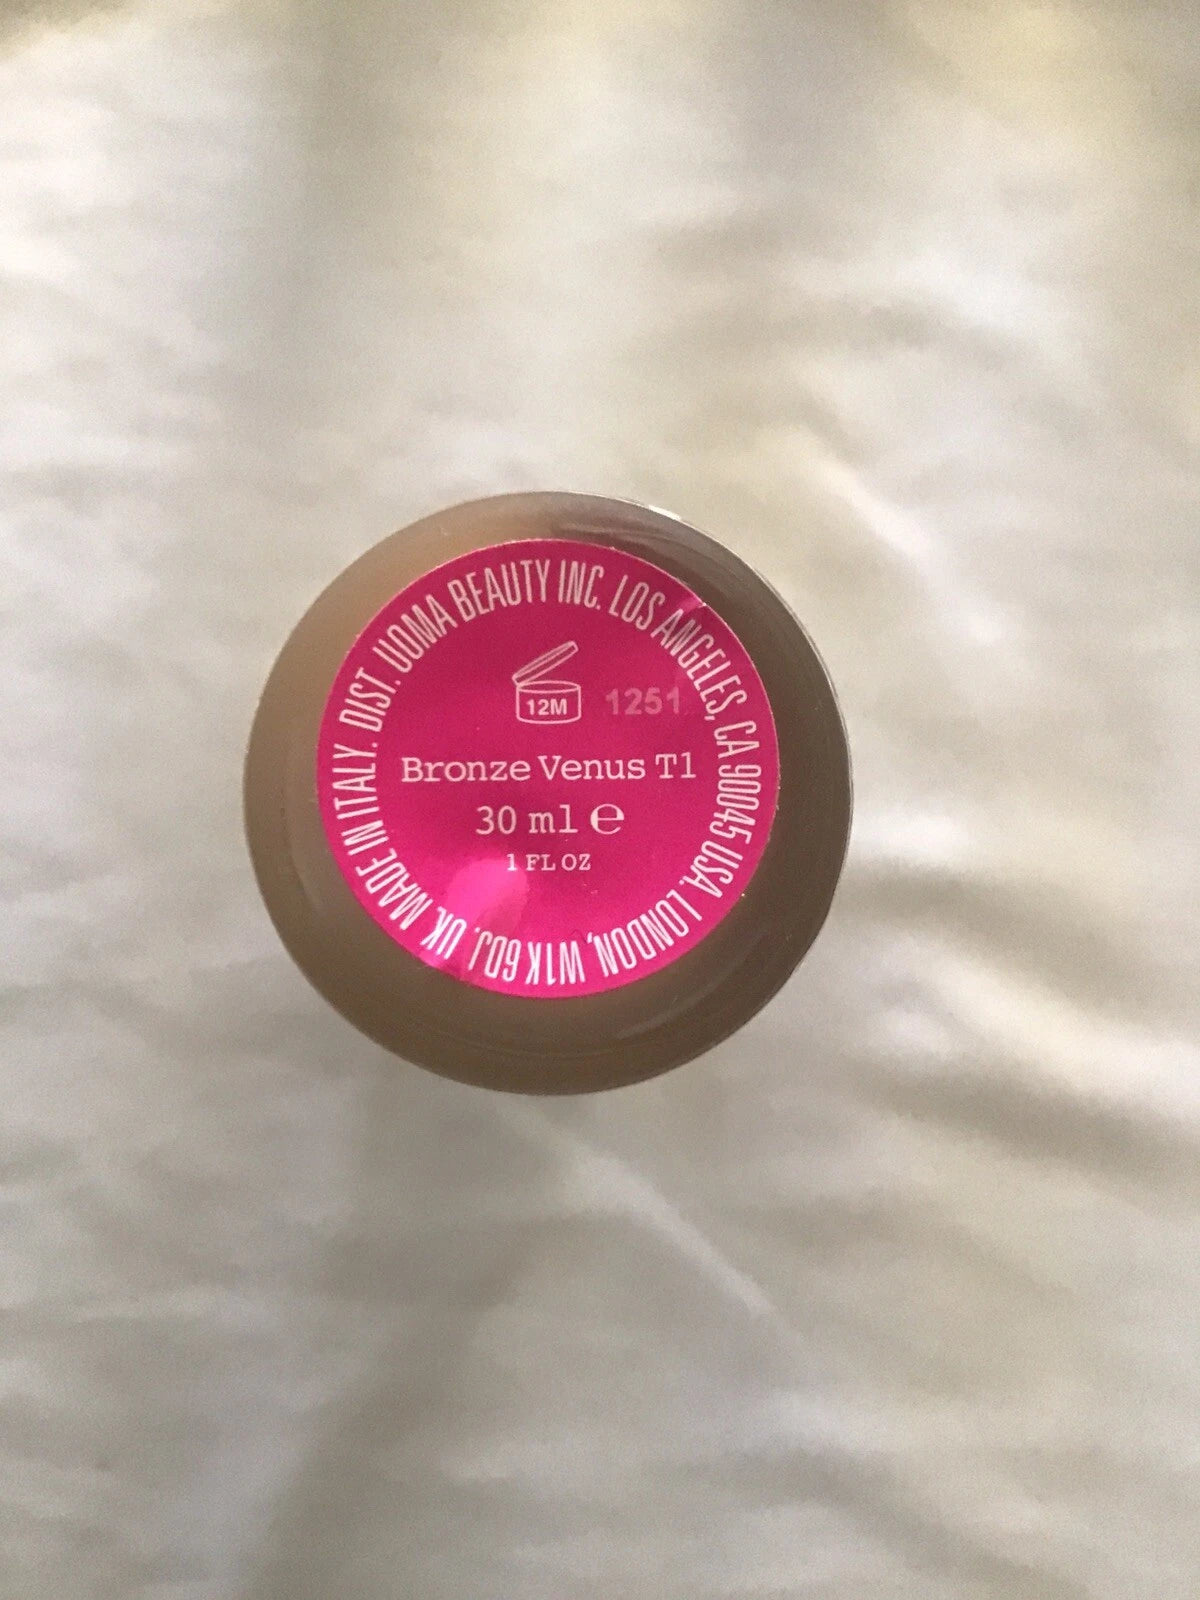 DIST. UOMA BEAUTY INC. LOS ANGELES, CA 90045 USA. LONDON, W1K 6DJ. UK. MADE IN ITALY.
12M 1251
Bronze Venus T1
30 ml e
1 FL OZ